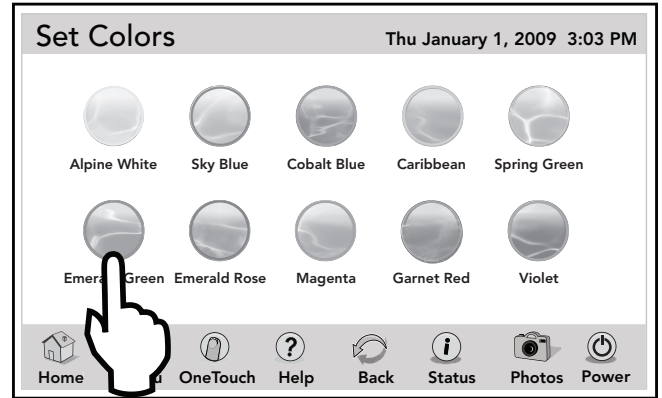 Set Colors Thu January 1, 2009 3:03 PM
Alpine White Sky Blue Cobalt Blue Caribbean Spring Green
Green Emerald Rose Magenta Garnet Red Violet
Home OneTouch Help Back Status Photos Power